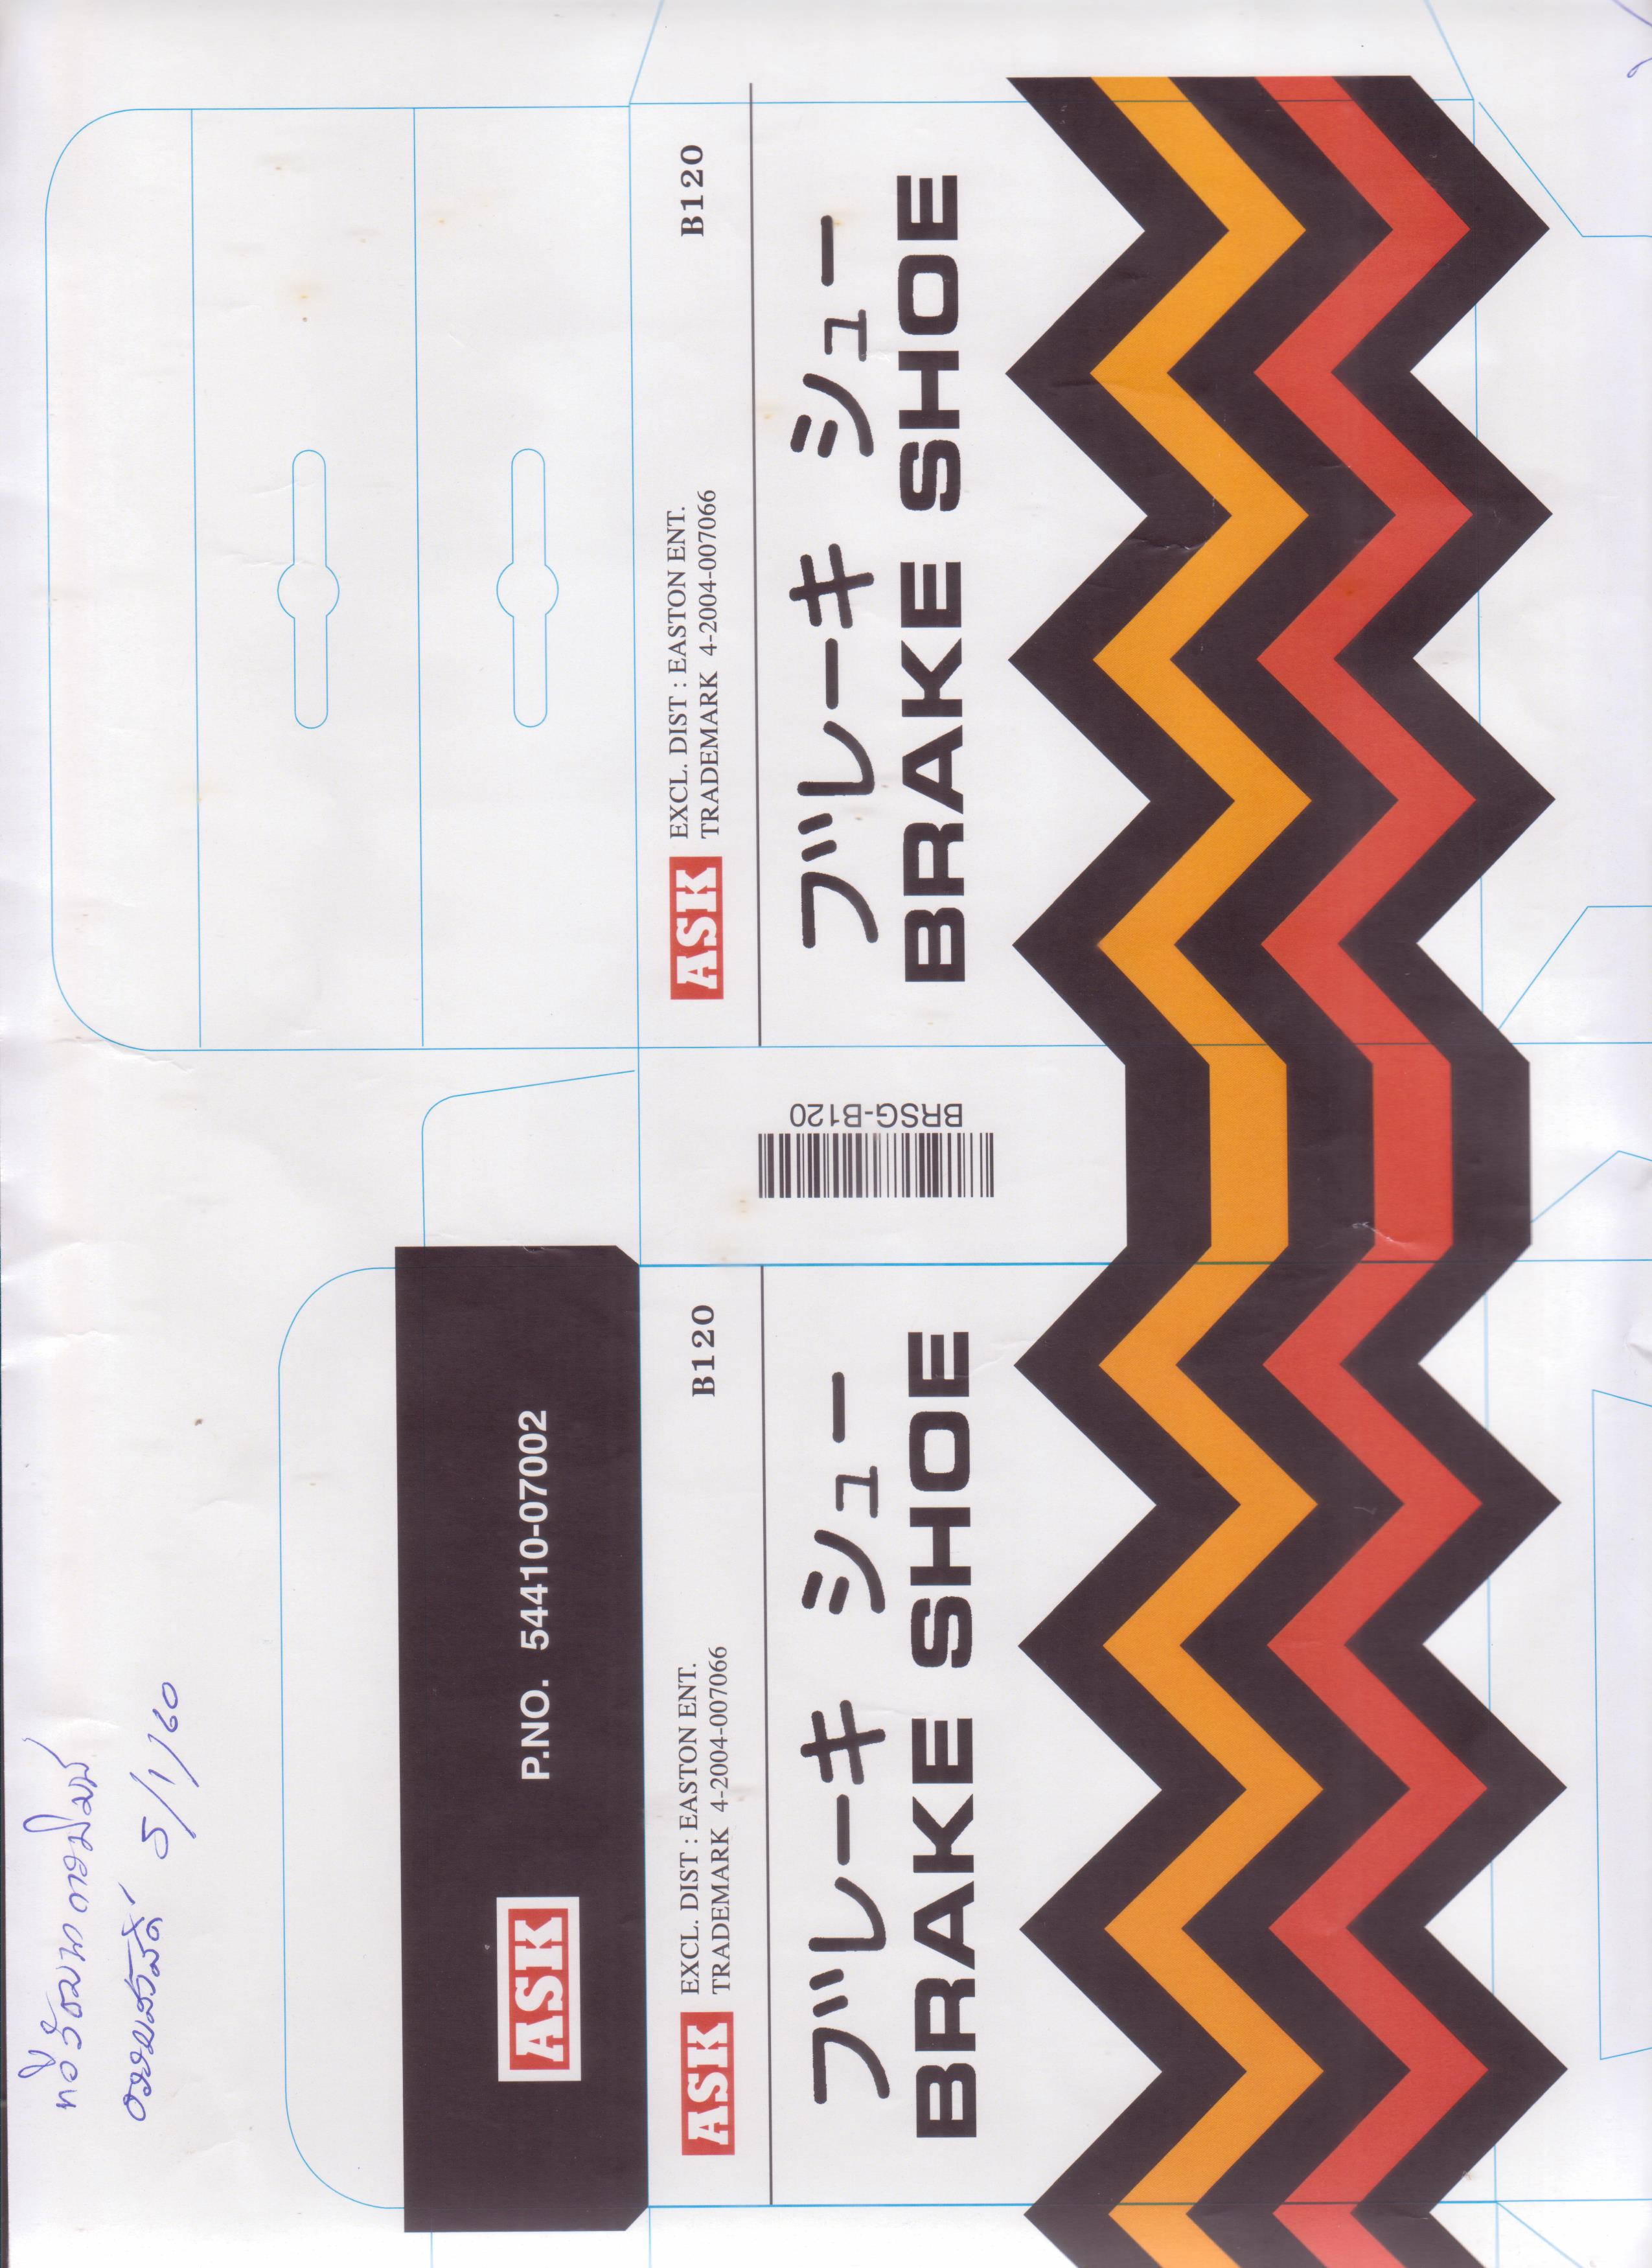 5/1/60
ASK
P.NO. 54410-07002
ASK
EXCL. DIST : EASTON ENT.
TRADEMARK 4-2004-007066
B120
ブレーキ シュー
BRAKE SHOE
BRSG-B120
ASK
EXCL. DIST : EASTON ENT.
TRADEMARK 4-2004-007066
B120
ブレーキ シュー
BRAKE SHOE